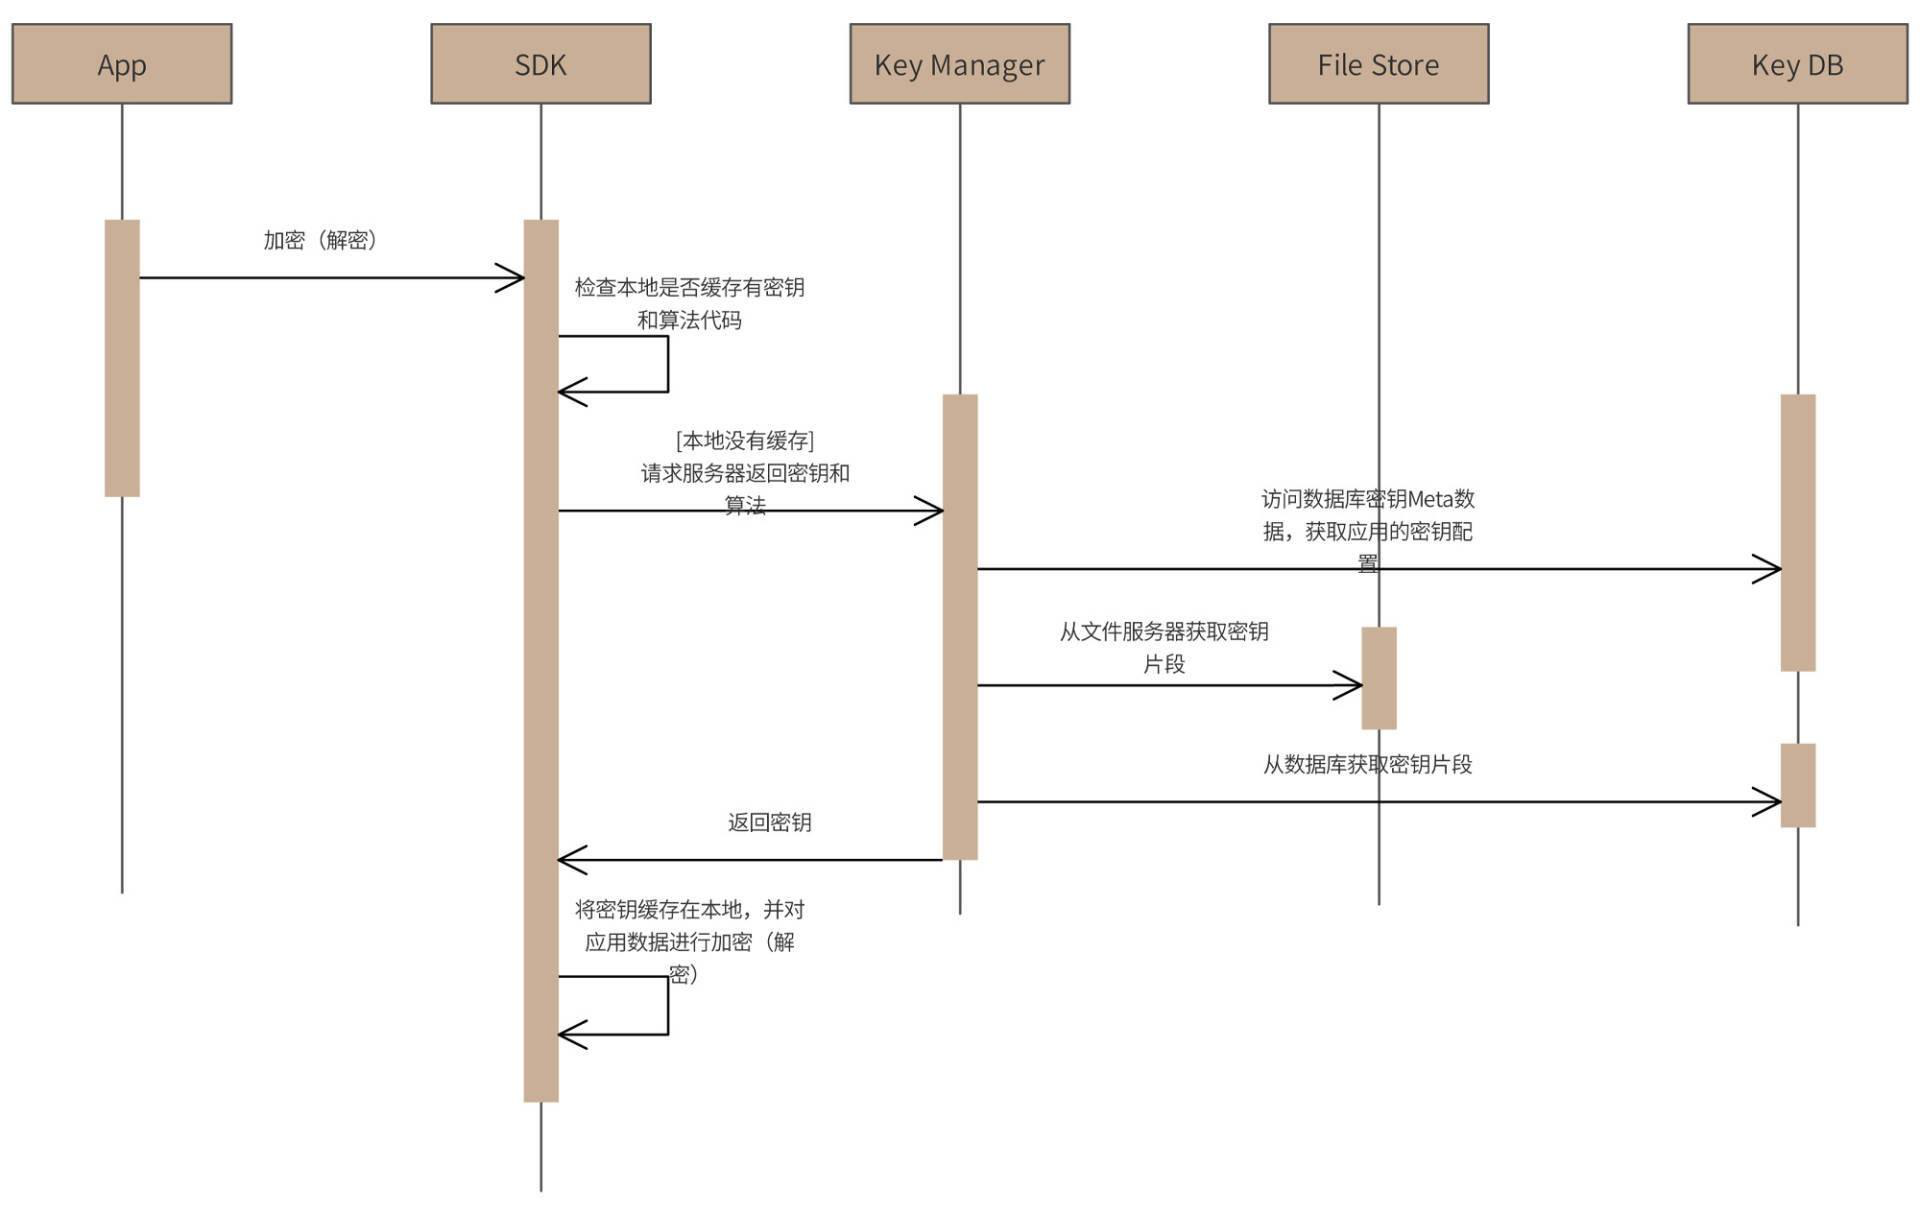 App
SDK
Key Manager
File Store
Key DB
加密（解密）
检查本地是否缓存有密钥
和算法代码
[本地没有缓存]
请求服务器返回密钥和
算法
访问数据库密钥Meta数
据，获取应用的密钥配
置
从文件服务器获取密钥
片段
从数据库获取密钥片段
返回密钥
将密钥缓存在本地，并对
应用数据进行加密（解
密）